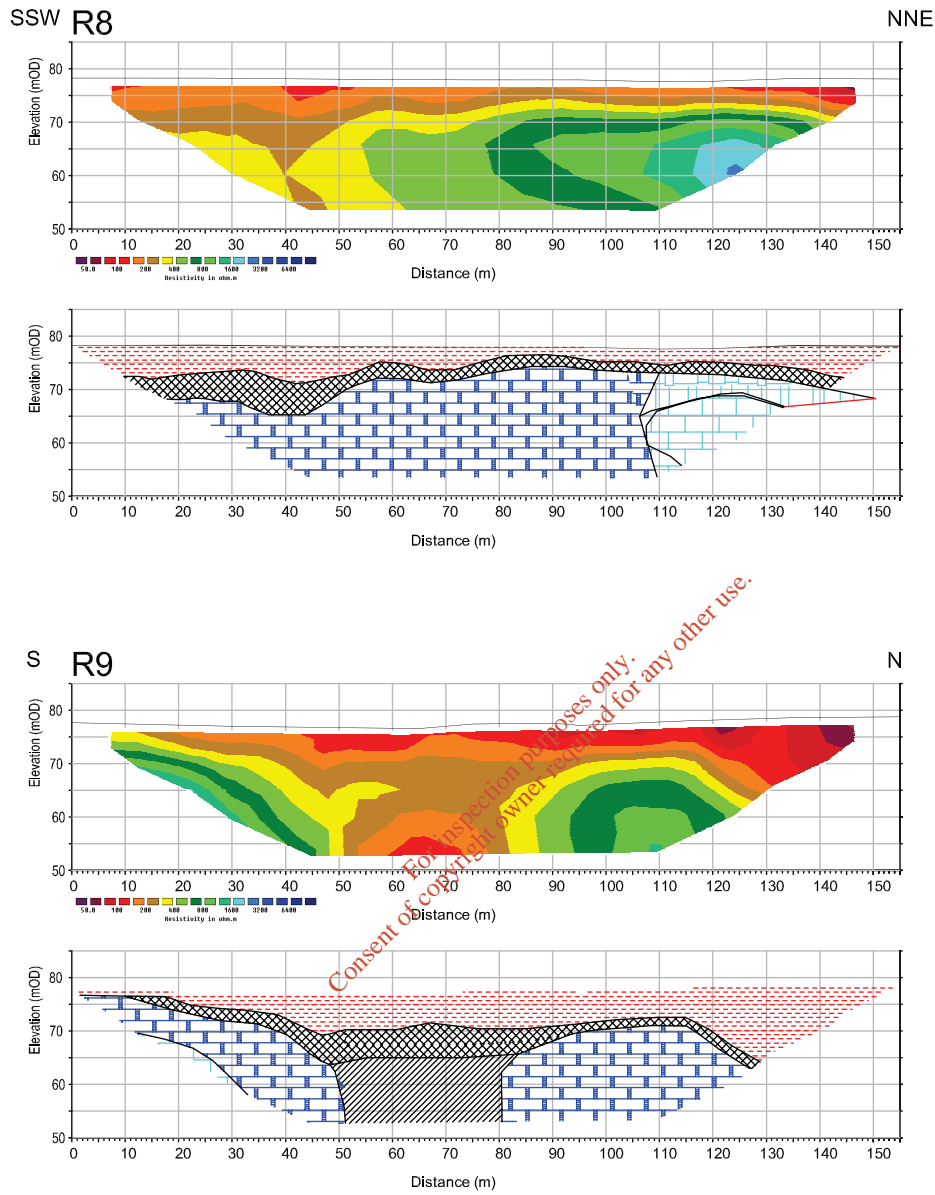 SSW R8 NNE
Elevation (mOD)
80
70
60
50
0 10 20 30 40 50 60 70 80 90 100 110 120 130 140 150
50.0 100 200 400 800 1600 3200 6400
Resistivity in ohm.m
Distance (m)
Elevation (mOD)
80
70
60
50
0 10 20 30 40 50 60 70 80 90 100 110 120 130 140 150
Distance (m)
For inspection purposes only.
Consent of copyright owner required for any other use.
S R9 N
Elevation (mOD)
80
70
60
50
0 10 20 30 40 50 60 70 80 90 100 110 120 130 140 150
50.0 100 200 400 800 1600 3200 6400
Resistivity in ohm.m
Distance (m)
Elevation (mOD)
80
70
60
50
0 10 20 30 40 50 60 70 80 90 100 110 120 130 140 150
Distance (m)